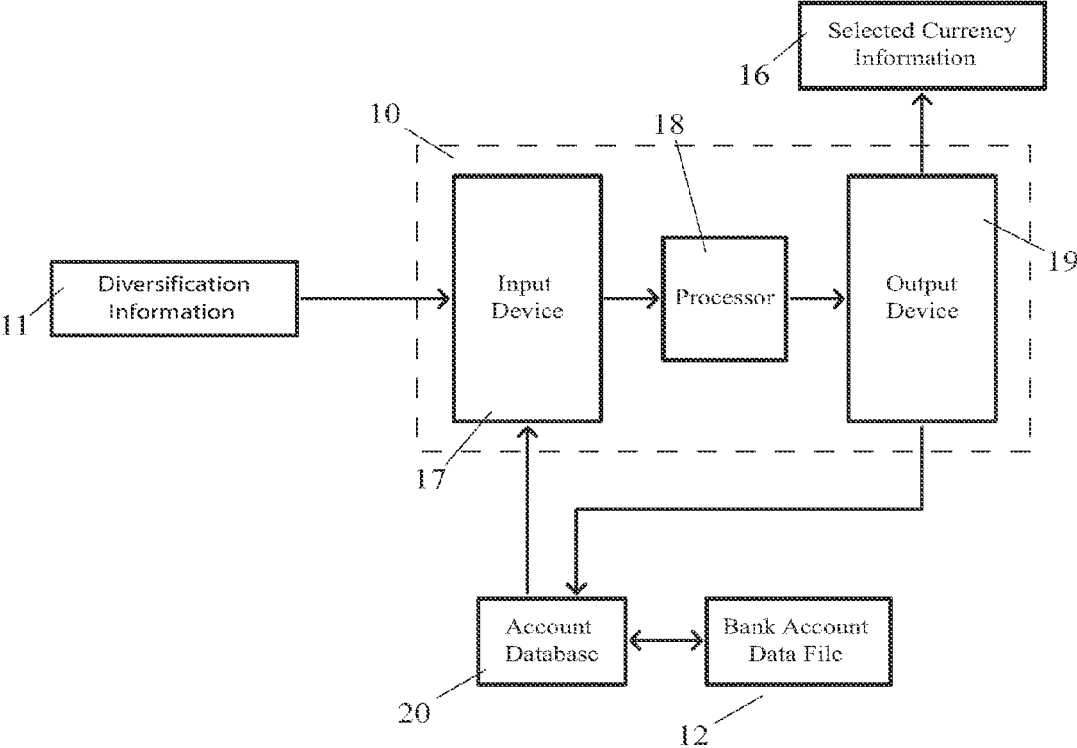 Selected Currency
Information
16
10
18
Diversification
Information
11
Input
Device
Processor
Output
Device
19
17
Account
Database
20
Bank Account
Data File
12